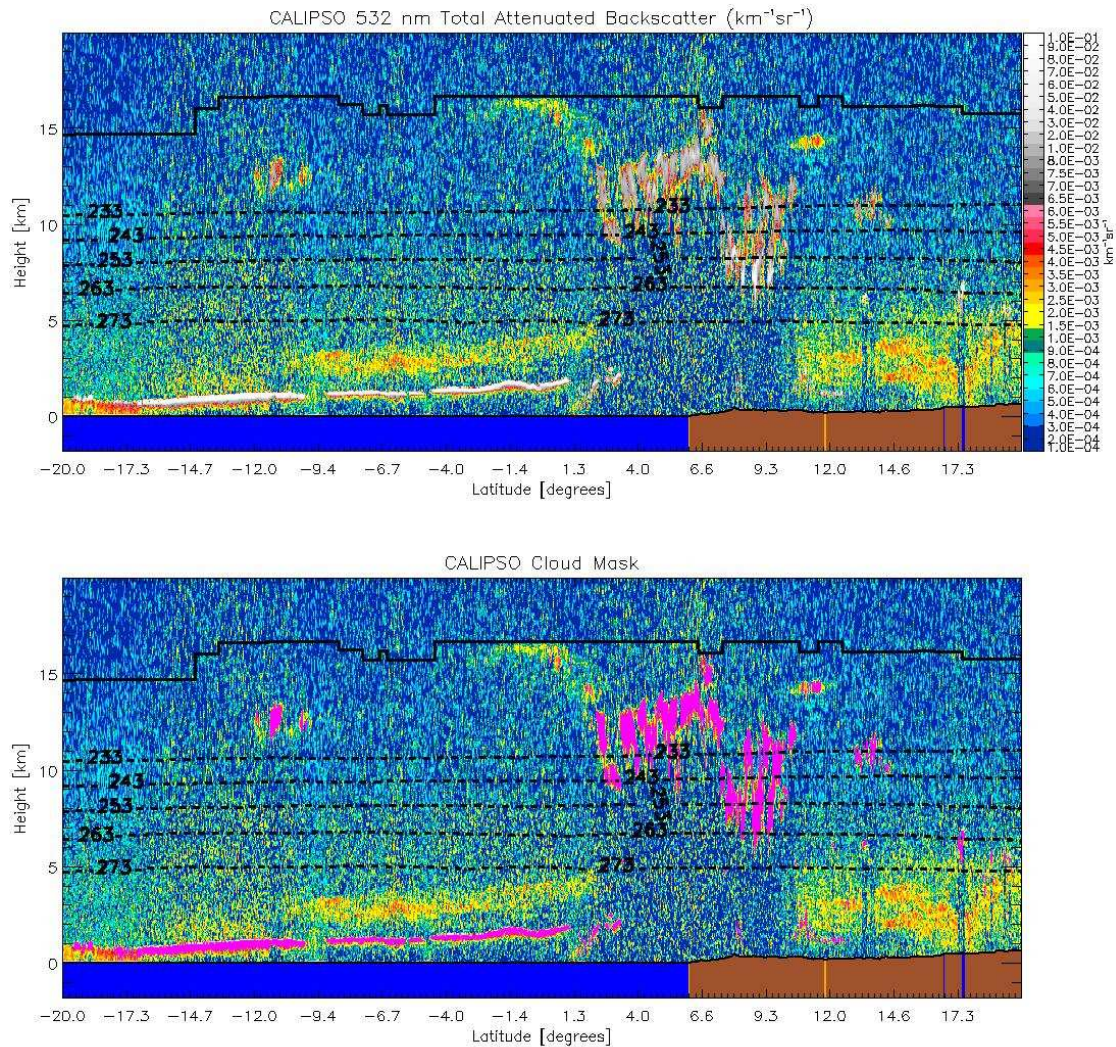 CALIPSO 532 nm Total Attenuated Backscatter (km⁻¹sr⁻¹)
1.0E-01
9.0E-02
8.0E-02
7.0E-02
6.0E-02
5.0E-02
4.0E-02
3.0E-02
2.0E-02
1.0E-02
8.0E-03
7.5E-03
7.0E-03
6.5E-03
6.0E-03
5.5E-03
5.0E-03
4.5E-03
4.0E-03
3.5E-03
3.0E-03
2.5E-03
2.0E-03
1.5E-03
1.0E-03
9.0E-04
8.0E-04
7.0E-04
6.0E-04
5.0E-04
4.0E-04
3.0E-04
2.0E-04
1.0E-04
km⁻¹sr⁻¹
Height [km]
15
10
5
0
233 233
243 243
253 253
263 263
273 273
-20.0 -17.3 -14.7 -12.0 -9.4 -6.7 -4.0 -1.4 1.3 4.0 6.6 9.3 12.0 14.6 17.3
Latitude [degrees]
CALIPSO Cloud Mask
Height [km]
15
10
5
0
233 233
243 243
253 253
263 263
273 273
-20.0 -17.3 -14.7 -12.0 -9.4 -6.7 -4.0 -1.4 1.3 4.0 6.6 9.3 12.0 14.6 17.3
Latitude [degrees]